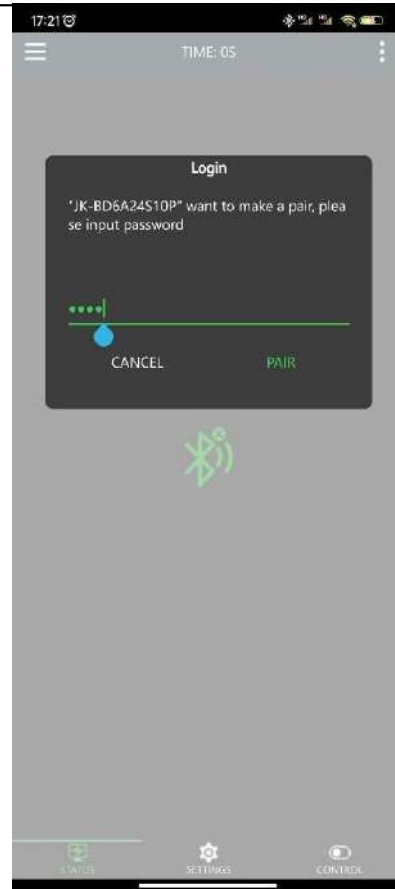 17:21
TIME: 0S
Login
"JK-BD6A24S10P" want to make a pair, plea
se input password
••••
CANCEL PAIR
STATUS SETTINGS CONTROL